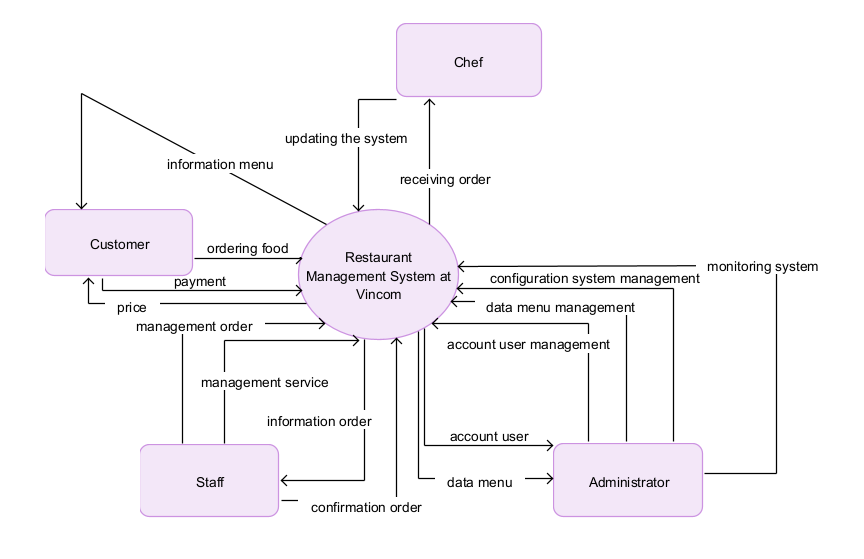 Chef
updating the system
information menu
receiving order
Customer
ordering food
Restaurant
Management System at
Vincom
monitoring system
payment
configuration system management
price
data menu management
management order
account user management
management service
information order
account user
Staff
data menu
Administrator
confirmation order